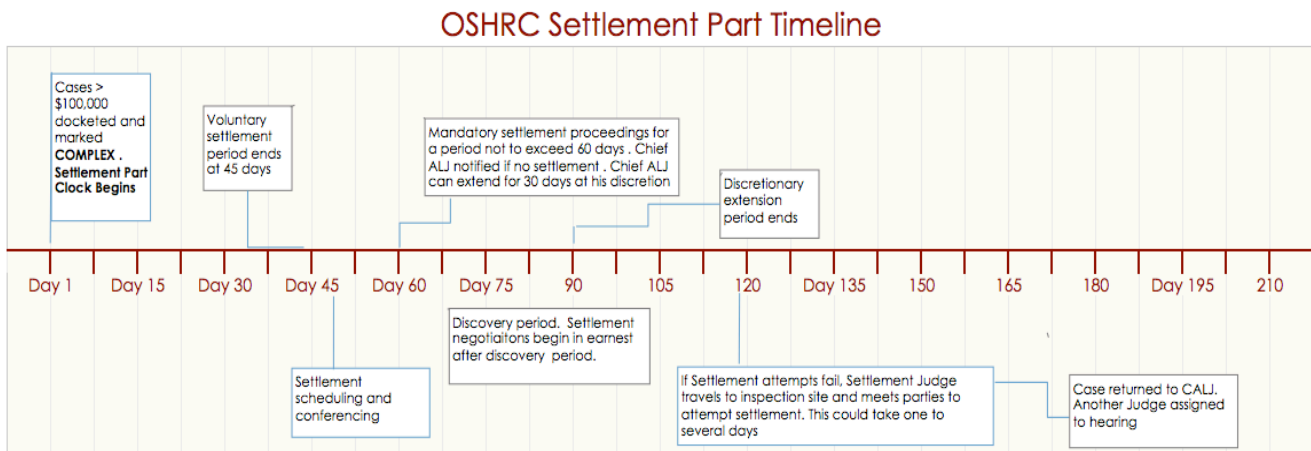 OSHRC Settlement Part Timeline
Cases >
$100,000
docketed and
marked
COMPLEX .
Settlement Part
Clock Begins
Voluntary
settlement
period ends
at 45 days
Mandatory settlement proceedings for
a period not to exceed 60 days . Chief
ALJ notified if no settlement . Chief ALJ
can extend for 30 days at his discretion
Discretionary
extension
period ends
Day 1 Day 15 Day 30 Day 45 Day 60 Day 75 90 105 120 Day 135 150 165 180 Day 195 210
Settlement
scheduling and
conferencing
Discovery period. Settlement
negotiaitons begin in earnest
after discovery period.
If Settlement attempts fail, Settlement Judge
travels to inspection site and meets parties to
attempt settlement. This could take one to
several days
Case returned to CALJ.
Another Judge assigned
to hearing